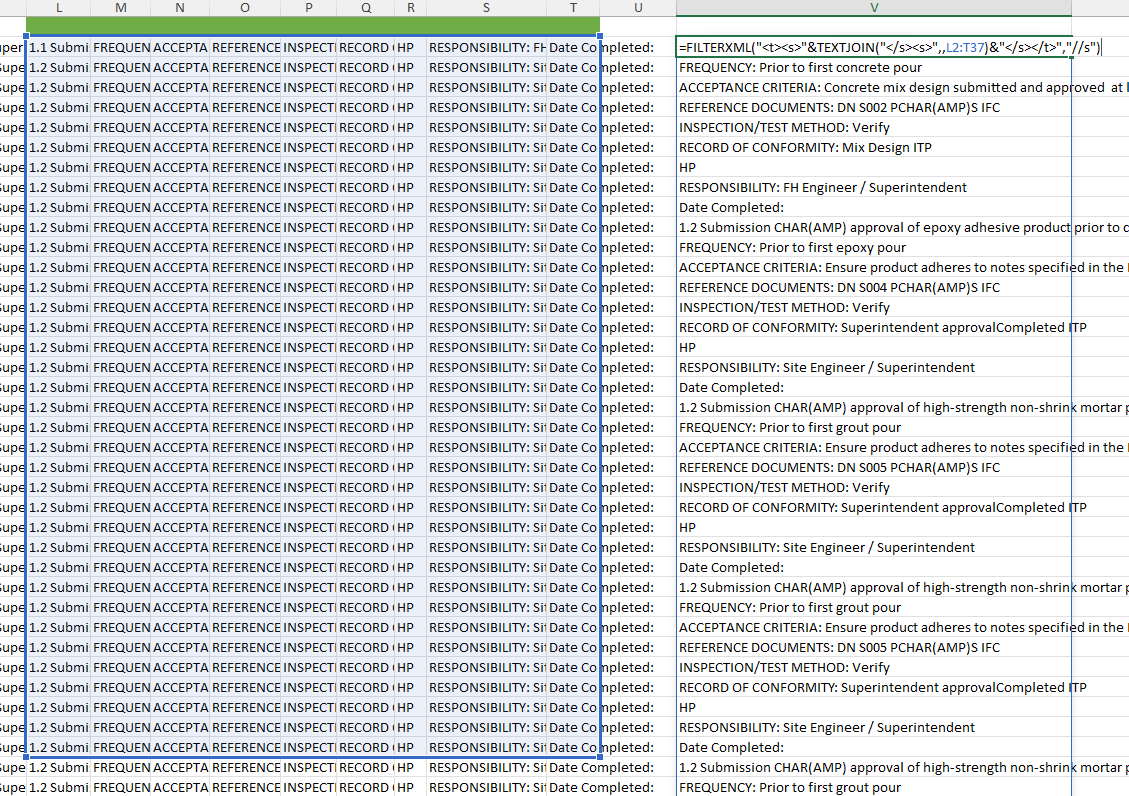 L M N O P Q R S T U V
uper 1.1 Submi FREQUEN ACCEPTA REFERENCE INSPECTI RECORD HP RESPONSIBILITY: FH Date Completed: =FILTERXML("<t><s>"&TEXTJOIN("</s><s>",,L2:T37)&"</s></t>","//s")
Supe 1.2 Submi FREQUEN ACCEPTA REFERENCE INSPECTI RECORD HP RESPONSIBILITY: Si Date Completed: FREQUENCY: Prior to first concrete pour
Supe 1.2 Submi FREQUEN ACCEPTA REFERENCE INSPECTI RECORD HP RESPONSIBILITY: Si Date Completed: ACCEPTANCE CRITERIA: Concrete mix design submitted and approved at
Supe 1.2 Submi FREQUEN ACCEPTA REFERENCE INSPECTI RECORD HP RESPONSIBILITY: Si Date Completed: REFERENCE DOCUMENTS: DN S002 PCHAR(AMP)S IFC
Supe 1.2 Submi FREQUEN ACCEPTA REFERENCE INSPECTI RECORD HP RESPONSIBILITY: Si Date Completed: INSPECTION/TEST METHOD: Verify
Supe 1.2 Submi FREQUEN ACCEPTA REFERENCE INSPECTI RECORD HP RESPONSIBILITY: Si Date Completed: RECORD OF CONFORMITY: Mix Design ITP
Supe 1.2 Submi FREQUEN ACCEPTA REFERENCE INSPECTI RECORD HP RESPONSIBILITY: Si Date Completed: HP
Supe 1.2 Submi FREQUEN ACCEPTA REFERENCE INSPECTI RECORD HP RESPONSIBILITY: Si Date Completed: RESPONSIBILITY: FH Engineer / Superintendent
Supe 1.2 Submi FREQUEN ACCEPTA REFERENCE INSPECTI RECORD HP RESPONSIBILITY: Si Date Completed: Date Completed:
Supe 1.2 Submi FREQUEN ACCEPTA REFERENCE INSPECTI RECORD HP RESPONSIBILITY: Si Date Completed: 1.2 Submission CHAR(AMP) approval of epoxy adhesive product prior to
Supe 1.2 Submi FREQUEN ACCEPTA REFERENCE INSPECTI RECORD HP RESPONSIBILITY: Si Date Completed: FREQUENCY: Prior to first epoxy pour
Supe 1.2 Submi FREQUEN ACCEPTA REFERENCE INSPECTI RECORD HP RESPONSIBILITY: Si Date Completed: ACCEPTANCE CRITERIA: Ensure product adheres to notes specified in the
Supe 1.2 Submi FREQUEN ACCEPTA REFERENCE INSPECTI RECORD HP RESPONSIBILITY: Si Date Completed: REFERENCE DOCUMENTS: DN S004 PCHAR(AMP)S IFC
Supe 1.2 Submi FREQUEN ACCEPTA REFERENCE INSPECTI RECORD HP RESPONSIBILITY: Si Date Completed: INSPECTION/TEST METHOD: Verify
Supe 1.2 Submi FREQUEN ACCEPTA REFERENCE INSPECTI RECORD HP RESPONSIBILITY: Si Date Completed: RECORD OF CONFORMITY: Superintendent approvalCompleted ITP
Supe 1.2 Submi FREQUEN ACCEPTA REFERENCE INSPECTI RECORD HP RESPONSIBILITY: Si Date Completed: HP
Supe 1.2 Submi FREQUEN ACCEPTA REFERENCE INSPECTI RECORD HP RESPONSIBILITY: Si Date Completed: RESPONSIBILITY: Site Engineer / Superintendent
Supe 1.2 Submi FREQUEN ACCEPTA REFERENCE INSPECTI RECORD HP RESPONSIBILITY: Si Date Completed: Date Completed:
Supe 1.2 Submi FREQUEN ACCEPTA REFERENCE INSPECTI RECORD HP RESPONSIBILITY: Si Date Completed: 1.2 Submission CHAR(AMP) approval of high-strength non-shrink mortar
Supe 1.2 Submi FREQUEN ACCEPTA REFERENCE INSPECTI RECORD HP RESPONSIBILITY: Si Date Completed: FREQUENCY: Prior to first grout pour
Supe 1.2 Submi FREQUEN ACCEPTA REFERENCE INSPECTI RECORD HP RESPONSIBILITY: Si Date Completed: ACCEPTANCE CRITERIA: Ensure product adheres to notes specified in the
Supe 1.2 Submi FREQUEN ACCEPTA REFERENCE INSPECTI RECORD HP RESPONSIBILITY: Si Date Completed: REFERENCE DOCUMENTS: DN S005 PCHAR(AMP)S IFC
Supe 1.2 Submi FREQUEN ACCEPTA REFERENCE INSPECTI RECORD HP RESPONSIBILITY: Si Date Completed: INSPECTION/TEST METHOD: Verify
Supe 1.2 Submi FREQUEN ACCEPTA REFERENCE INSPECTI RECORD HP RESPONSIBILITY: Si Date Completed: RECORD OF CONFORMITY: Superintendent approvalCompleted ITP
Supe 1.2 Submi FREQUEN ACCEPTA REFERENCE INSPECTI RECORD HP RESPONSIBILITY: Si Date Completed: HP
Supe 1.2 Submi FREQUEN ACCEPTA REFERENCE INSPECTI RECORD HP RESPONSIBILITY: Si Date Completed: RESPONSIBILITY: Site Engineer / Superintendent
Supe 1.2 Submi FREQUEN ACCEPTA REFERENCE INSPECTI RECORD HP RESPONSIBILITY: Si Date Completed: Date Completed:
Supe 1.2 Submi FREQUEN ACCEPTA REFERENCE INSPECTI RECORD HP RESPONSIBILITY: Si Date Completed: 1.2 Submission CHAR(AMP) approval of high-strength non-shrink mortar
Supe 1.2 Submi FREQUEN ACCEPTA REFERENCE INSPECTI RECORD HP RESPONSIBILITY: Si Date Completed: FREQUENCY: Prior to first grout pour
Supe 1.2 Submi FREQUEN ACCEPTA REFERENCE INSPECTI RECORD HP RESPONSIBILITY: Si Date Completed: ACCEPTANCE CRITERIA: Ensure product adheres to notes specified in the
Supe 1.2 Submi FREQUEN ACCEPTA REFERENCE INSPECTI RECORD HP RESPONSIBILITY: Si Date Completed: REFERENCE DOCUMENTS: DN S005 PCHAR(AMP)S IFC
Supe 1.2 Submi FREQUEN ACCEPTA REFERENCE INSPECTI RECORD HP RESPONSIBILITY: Si Date Completed: INSPECTION/TEST METHOD: Verify
Supe 1.2 Submi FREQUEN ACCEPTA REFERENCE INSPECTI RECORD HP RESPONSIBILITY: Si Date Completed: RECORD OF CONFORMITY: Superintendent approvalCompleted ITP
Supe 1.2 Submi FREQUEN ACCEPTA REFERENCE INSPECTI RECORD HP RESPONSIBILITY: Si Date Completed: HP
Supe 1.2 Submi FREQUEN ACCEPTA REFERENCE INSPECTI RECORD HP RESPONSIBILITY: Si Date Completed: RESPONSIBILITY: Site Engineer / Superintendent
Supe 1.2 Submi FREQUEN ACCEPTA REFERENCE INSPECTI RECORD HP RESPONSIBILITY: Si Date Completed: Date Completed:
Supe 1.2 Submi FREQUEN ACCEPTA REFERENCE INSPECTI RECORD HP RESPONSIBILITY: Si Date Completed: 1.2 Submission CHAR(AMP) approval of high-strength non-shrink mortar
Supe 1.2 Submi FREQUEN ACCEPTA REFERENCE INSPECTI RECORD HP RESPONSIBILITY: Si Date Completed: FREQUENCY: Prior to first grout pour